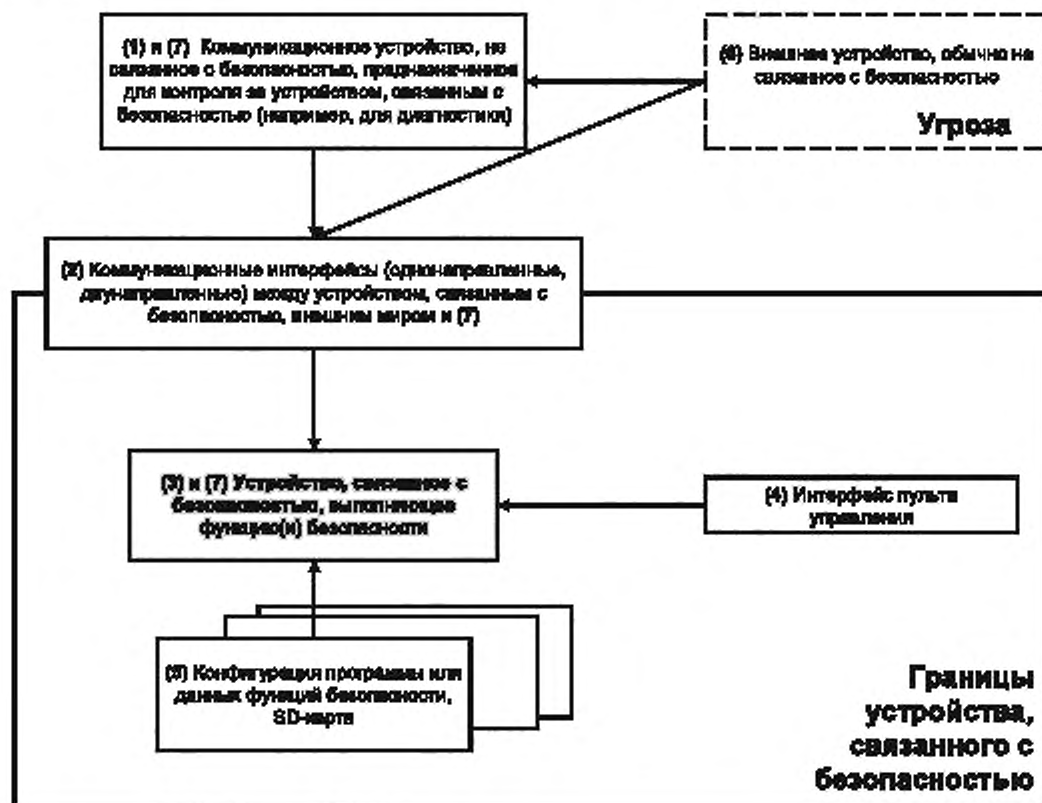 (1) и (7) Коммуникационное устройство, не
связанное с безопасностью, предназначенное
для контроля за устройством, связанным с
безопасностью (например, для диагностики)
(6) Внешнее устройство, обычно не
связанное с безопасностью
Угроза
(2) Коммуникационные интерфейсы (однонаправленные,
двунаправленные) между устройством, связанным с
безопасностью, внешним миром и (7)
(3) и (7) Устройство, связанное с
безопасностью, выполняющее
функцию(и) безопасности
(4) Интерфейс пульта
управления
(5) Конфигурация программы или
данных функций безопасности,
SD-карта
Границы
устройства,
связанного с
безопасностью